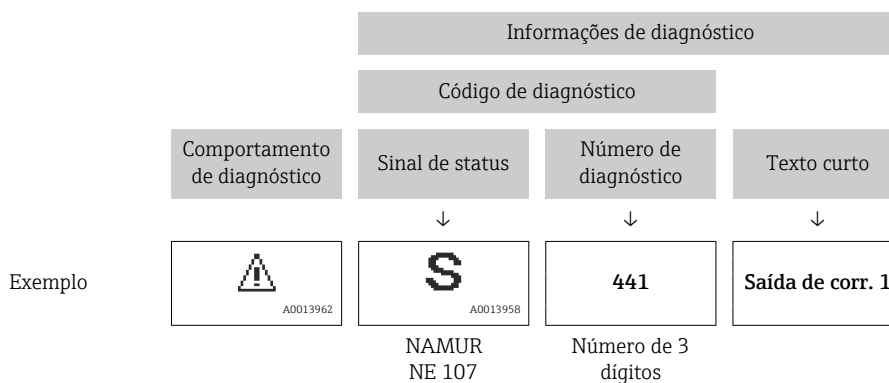 Informações de diagnóstico
Código de diagnóstico
Comportamento
de diagnóstico
Sinal de status
Número de
diagnóstico
Texto curto
↓ ↓ ↓
Exemplo
A0013962
S
A0013958
441
Saída de corr. 1
NAMUR
NE 107
Número de 3
dígitos